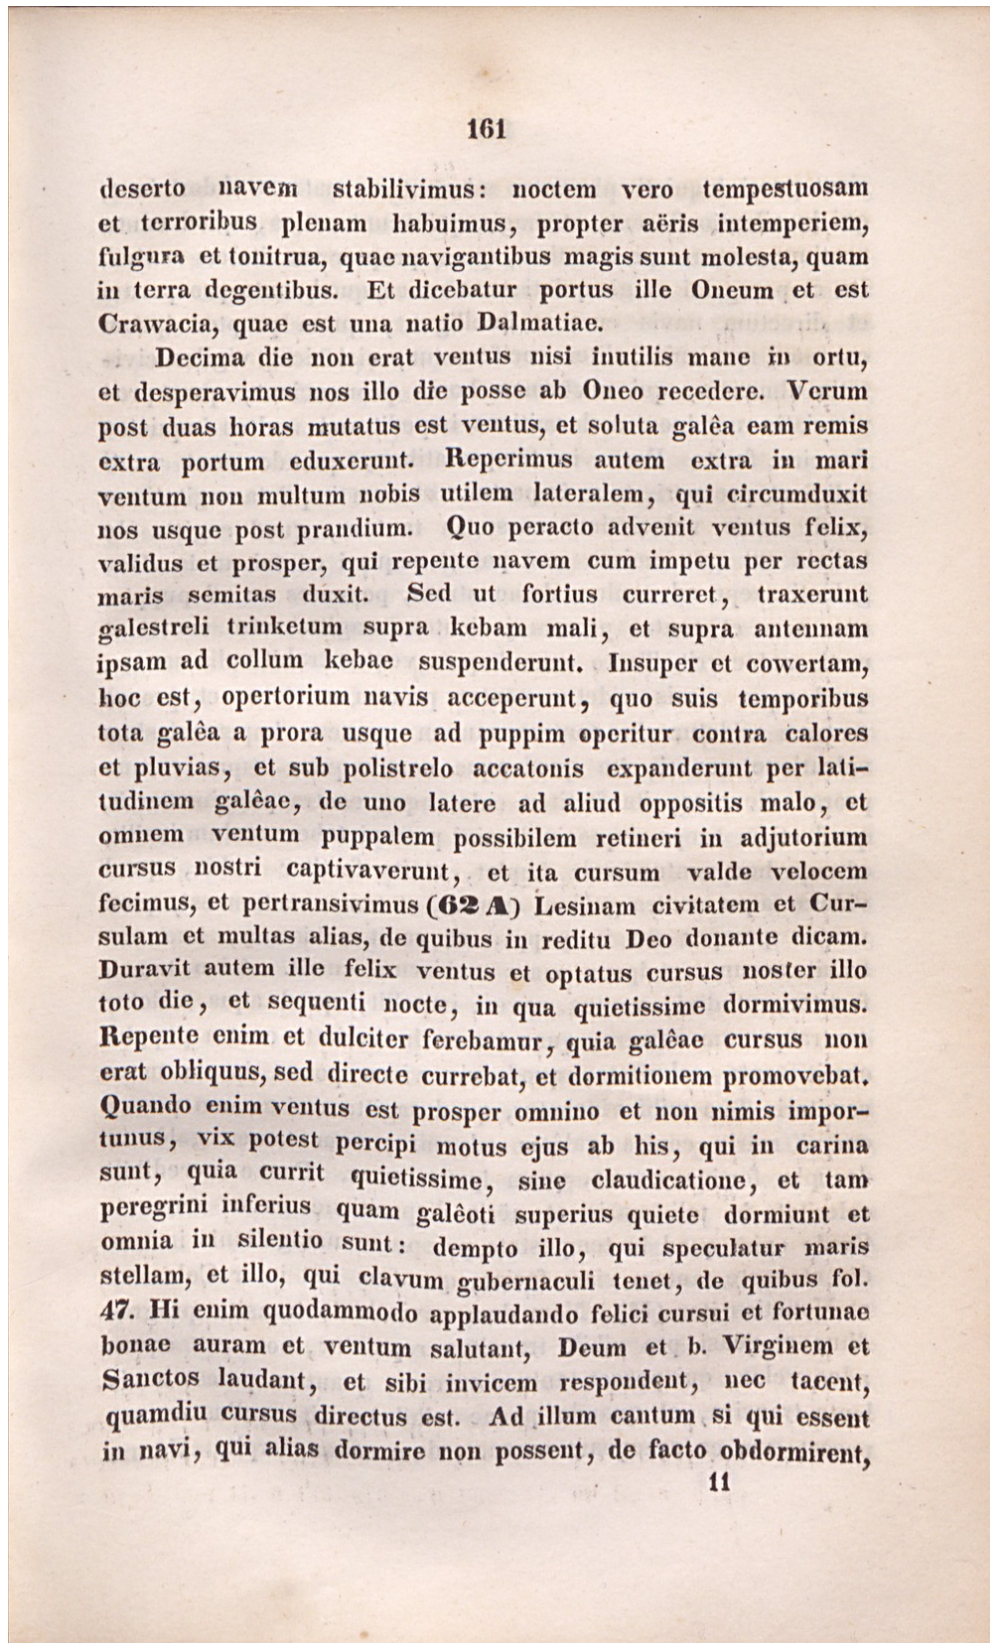 161
deserto navem stabilivimus: noctem vero tempestuosam
et terroribus plenam habuimus, propter aëris intemperiem,
fulgura et tonitrua, quae navigantibus magis sunt molesta, quam
in terra degentibus. Et dicebatur portus ille Oneum et est
Crawacia, quae est una natio Dalmatiae.
Decima die non erat ventus nisi inutilis mane in ortu,
et desperavimus nos illo die posse ab Oneo recedere. Verum
post duas horas mutatus est ventus, et soluta galêa eam remis
extra portum eduxerunt. Reperimus autem extra in mari
ventum non multum nobis utilem lateralem, qui circumduxit
nos usque post prandium. Quo peracto advenit ventus felix,
validus et prosper, qui repente navem cum impetu per rectas
maris semitas duxit. Sed ut fortius curreret, traxerunt
galestreli trinketum supra kebam mali, et supra antennam
ipsam ad collum kebae suspenderunt. Insuper et cowertam,
hoc est, opertorium navis acceperunt, quo suis temporibus
tota galêa a prora usque ad puppim operitur contra calores
et pluvias, et sub polistrelo accatonis expanderunt per lati-
tudinem galêae, de uno latere ad aliud oppositis malo, et
omnem ventum puppalem possibilem retineri in adjutorium
cursus nostri captivaverunt, et ita cursum valde velocem
fecimus, et pertransivimus (62 A) Lesinam civitatem et Cur-
sulam et multas alias, de quibus in reditu Deo donante dicam.
Duravit autem ille felix ventus et optatus cursus noster illo
toto die, et sequenti nocte, in qua quietissime dormivimus.
Repente enim et dulciter ferebamur, quia galêae cursus non
erat obliquus, sed directe currebat, et dormitionem promovebat.
Quando enim ventus est prosper omnino et non nimis impor-
tunus, vix potest percipi motus ejus ab his, qui in carina
sunt, quia currit quietissime, sine claudicatione, et tam
peregrini inferius quam galêoti superius quiete dormiunt et
omnia in silentio sunt: dempto illo, qui speculatur maris
stellam, et illo, qui clavum gubernaculi tenet, de quibus fol.
47. Hi enim quodammodo applaudando felici cursui et fortunae
bonae auram et ventum salutant, Deum et b. Virginem et
Sanctos laudant, et sibi invicem respondent, nec tacent,
quamdiu cursus directus est. Ad illum cantum si qui essent
in navi, qui alias dormire non possent, de facto obdormirent,
11